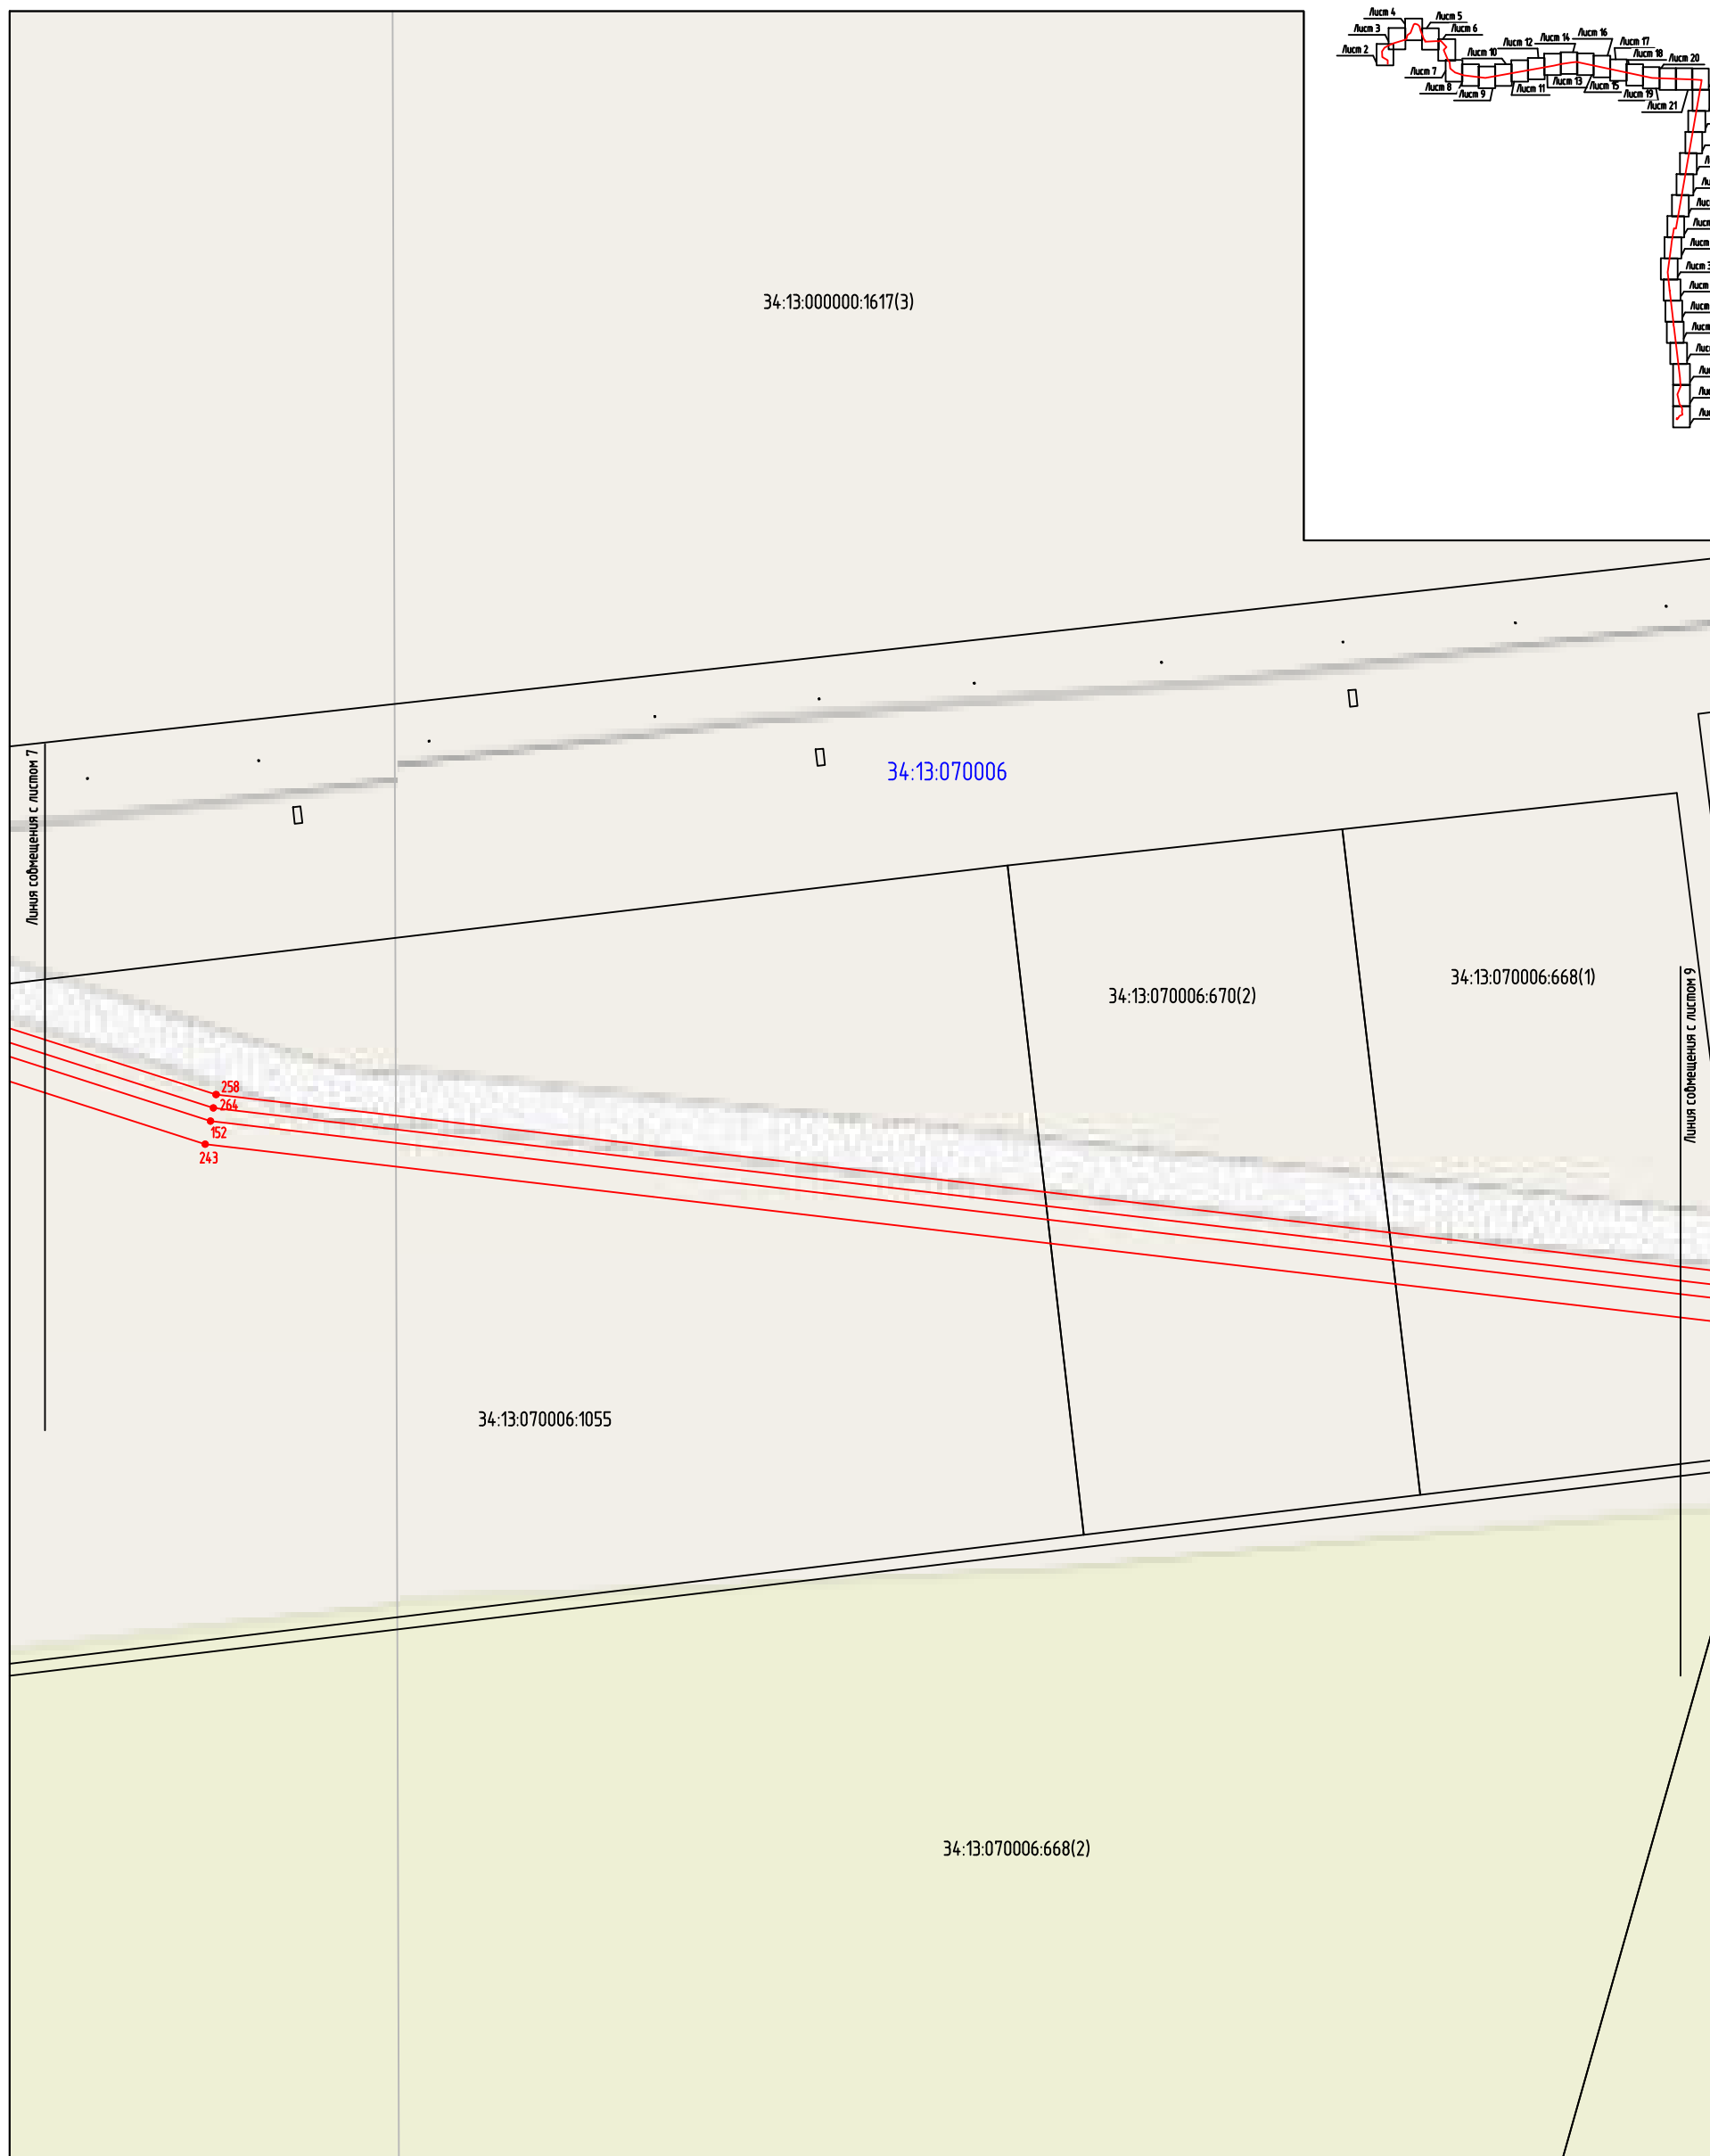 Лист 4
Лист 5
Лист 3
Лист 6
Лист 2
Лист 7
Лист 8
Лист 9
Лист 10
Лист 12
Лист 11
Лист 14
Лист 13
Лист 16
Лист 15
Лист 17
Лист 18
Лист 19
Лист 20
Лист 21
34:13:000000:1617(3)
34:13:070006
Линия совмещения с листом 7
34:13:070006:670(2)
34:13:070006:668(1)
Линия совмещения с листом 9
258
264
152
243
34:13:070006:1055
34:13:070006:668(2)